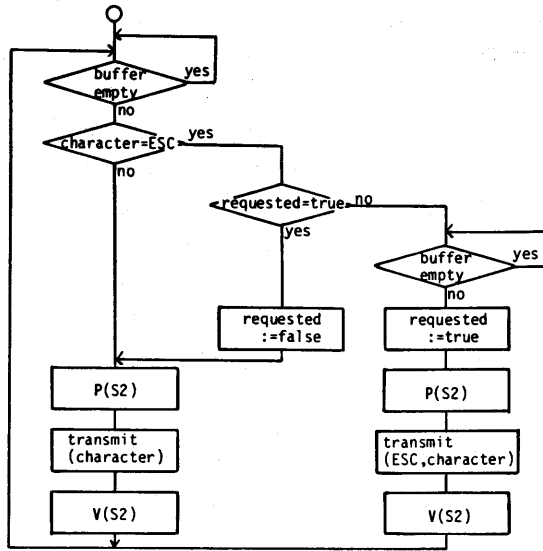 buffer
empty
yes
no
character=ESC
yes
no
requested=true
no
yes
buffer
empty
yes
no
requested
:=false
requested
:=true
P(S2)
P(S2)
transmit
(character)
transmit
(ESC,character)
V(S2)
V(S2)